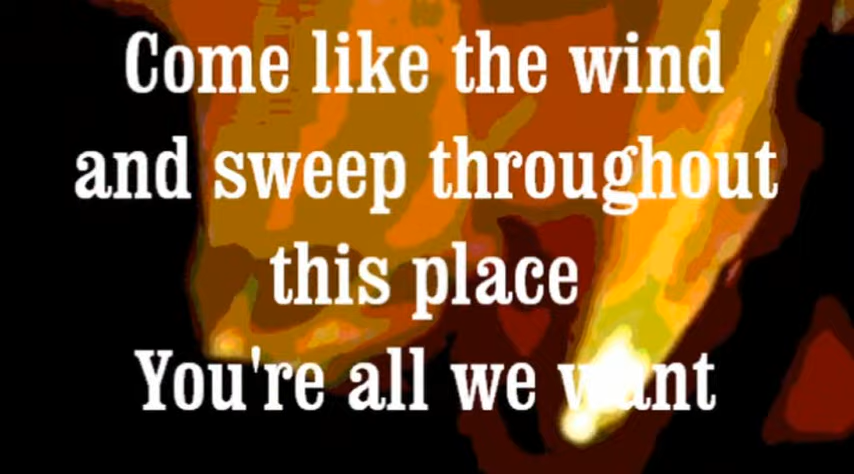 Come like the wind
and sweep throughout
this place
You're all we want